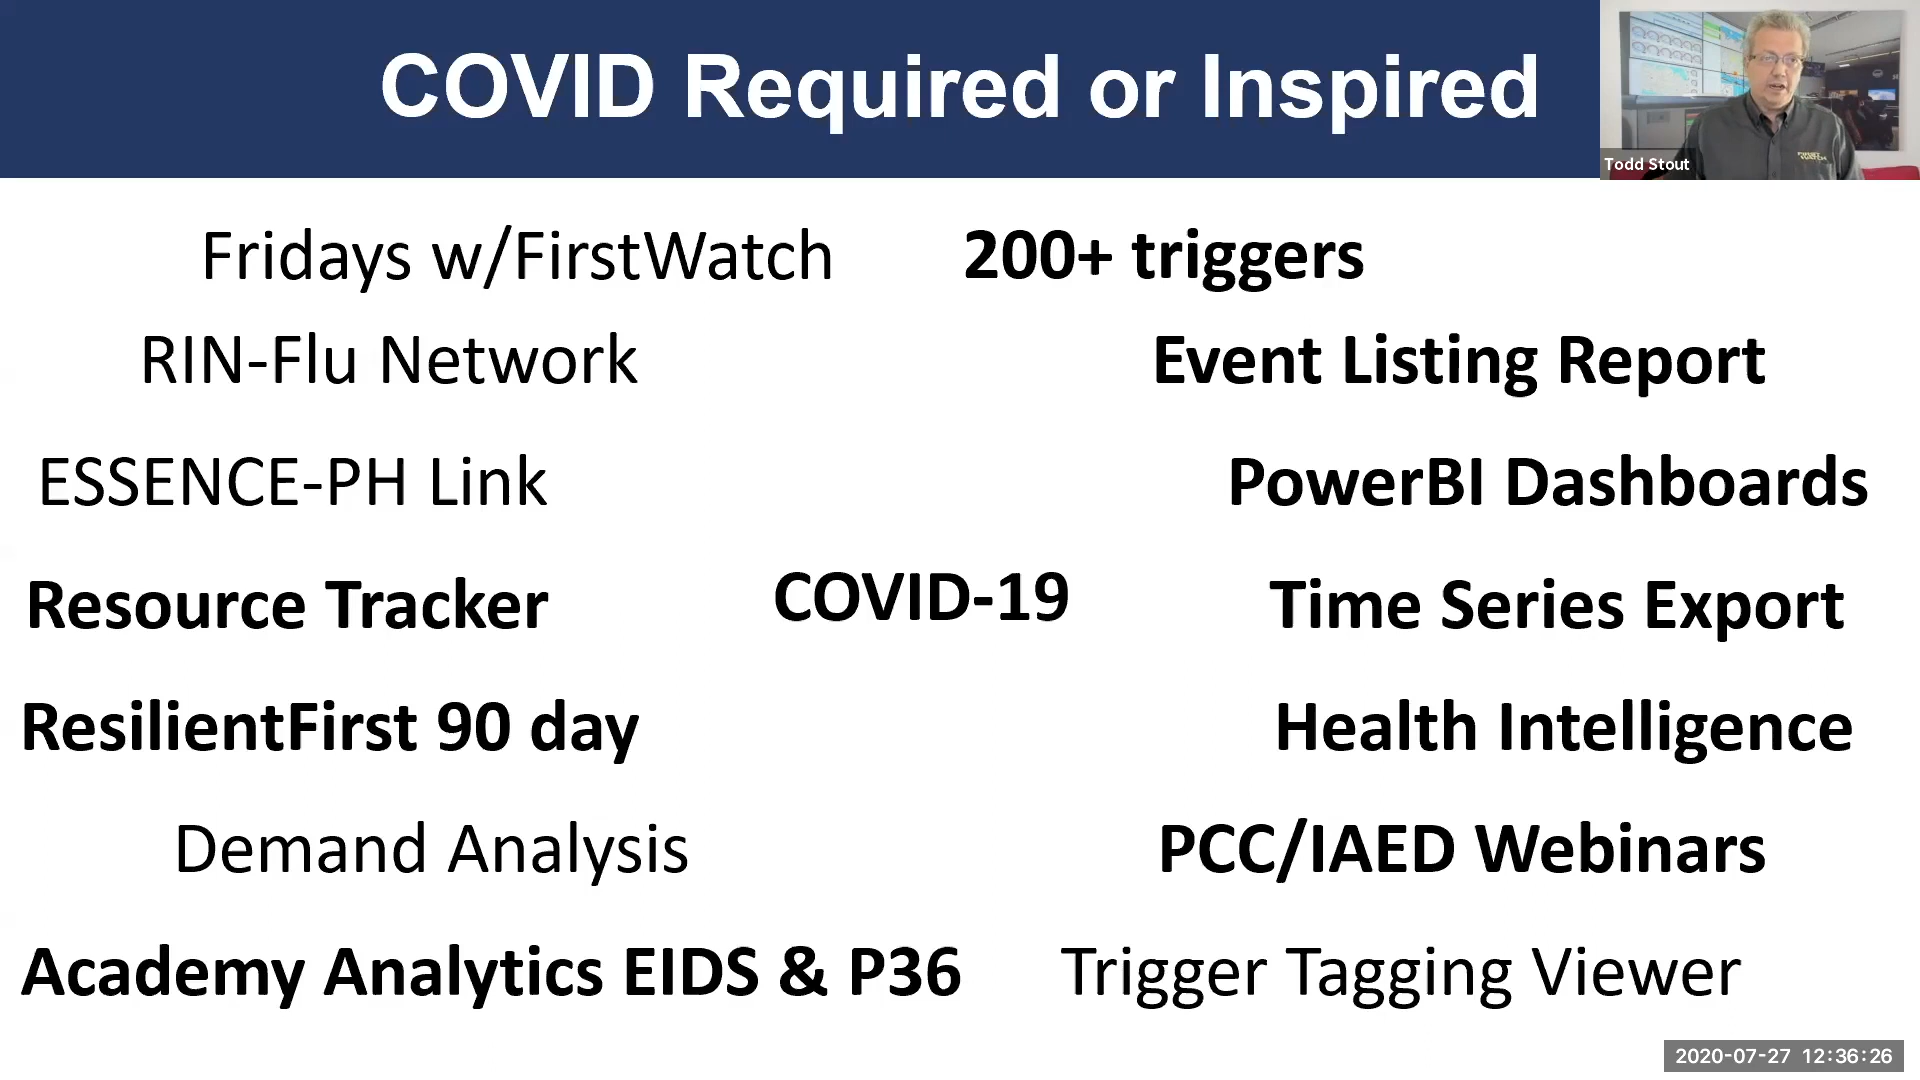 COVID Required or Inspired
Todd Stout
Fridays w/FirstWatch 200+ triggers
RIN-Flu Network Event Listing Report
ESSENCE-PH Link PowerBI Dashboards
Resource Tracker COVID-19 Time Series Export
ResilientFirst 90 day Health Intelligence
Demand Analysis PCC/IAED Webinars
Academy Analytics EIDS & P36 Trigger Tagging Viewer
2020-07-27 12:36:26